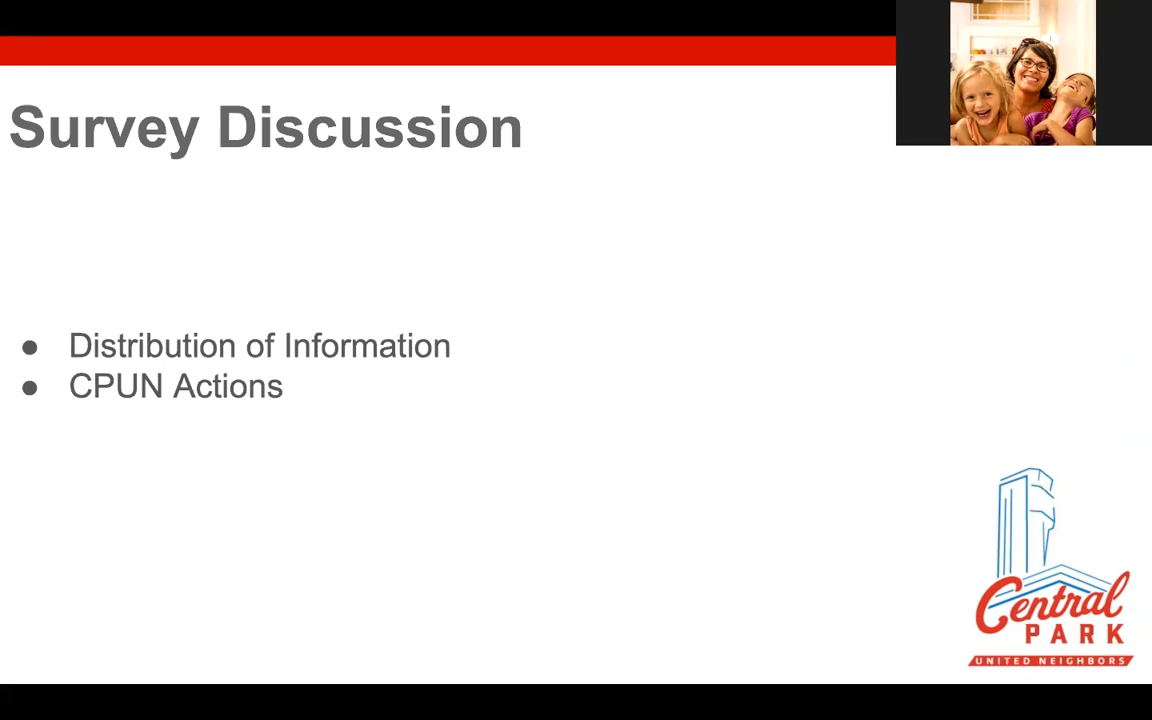 Survey Discussion
● Distribution of Information
● CPUN Actions
Central
PARK
UNITED NEIGHBORS